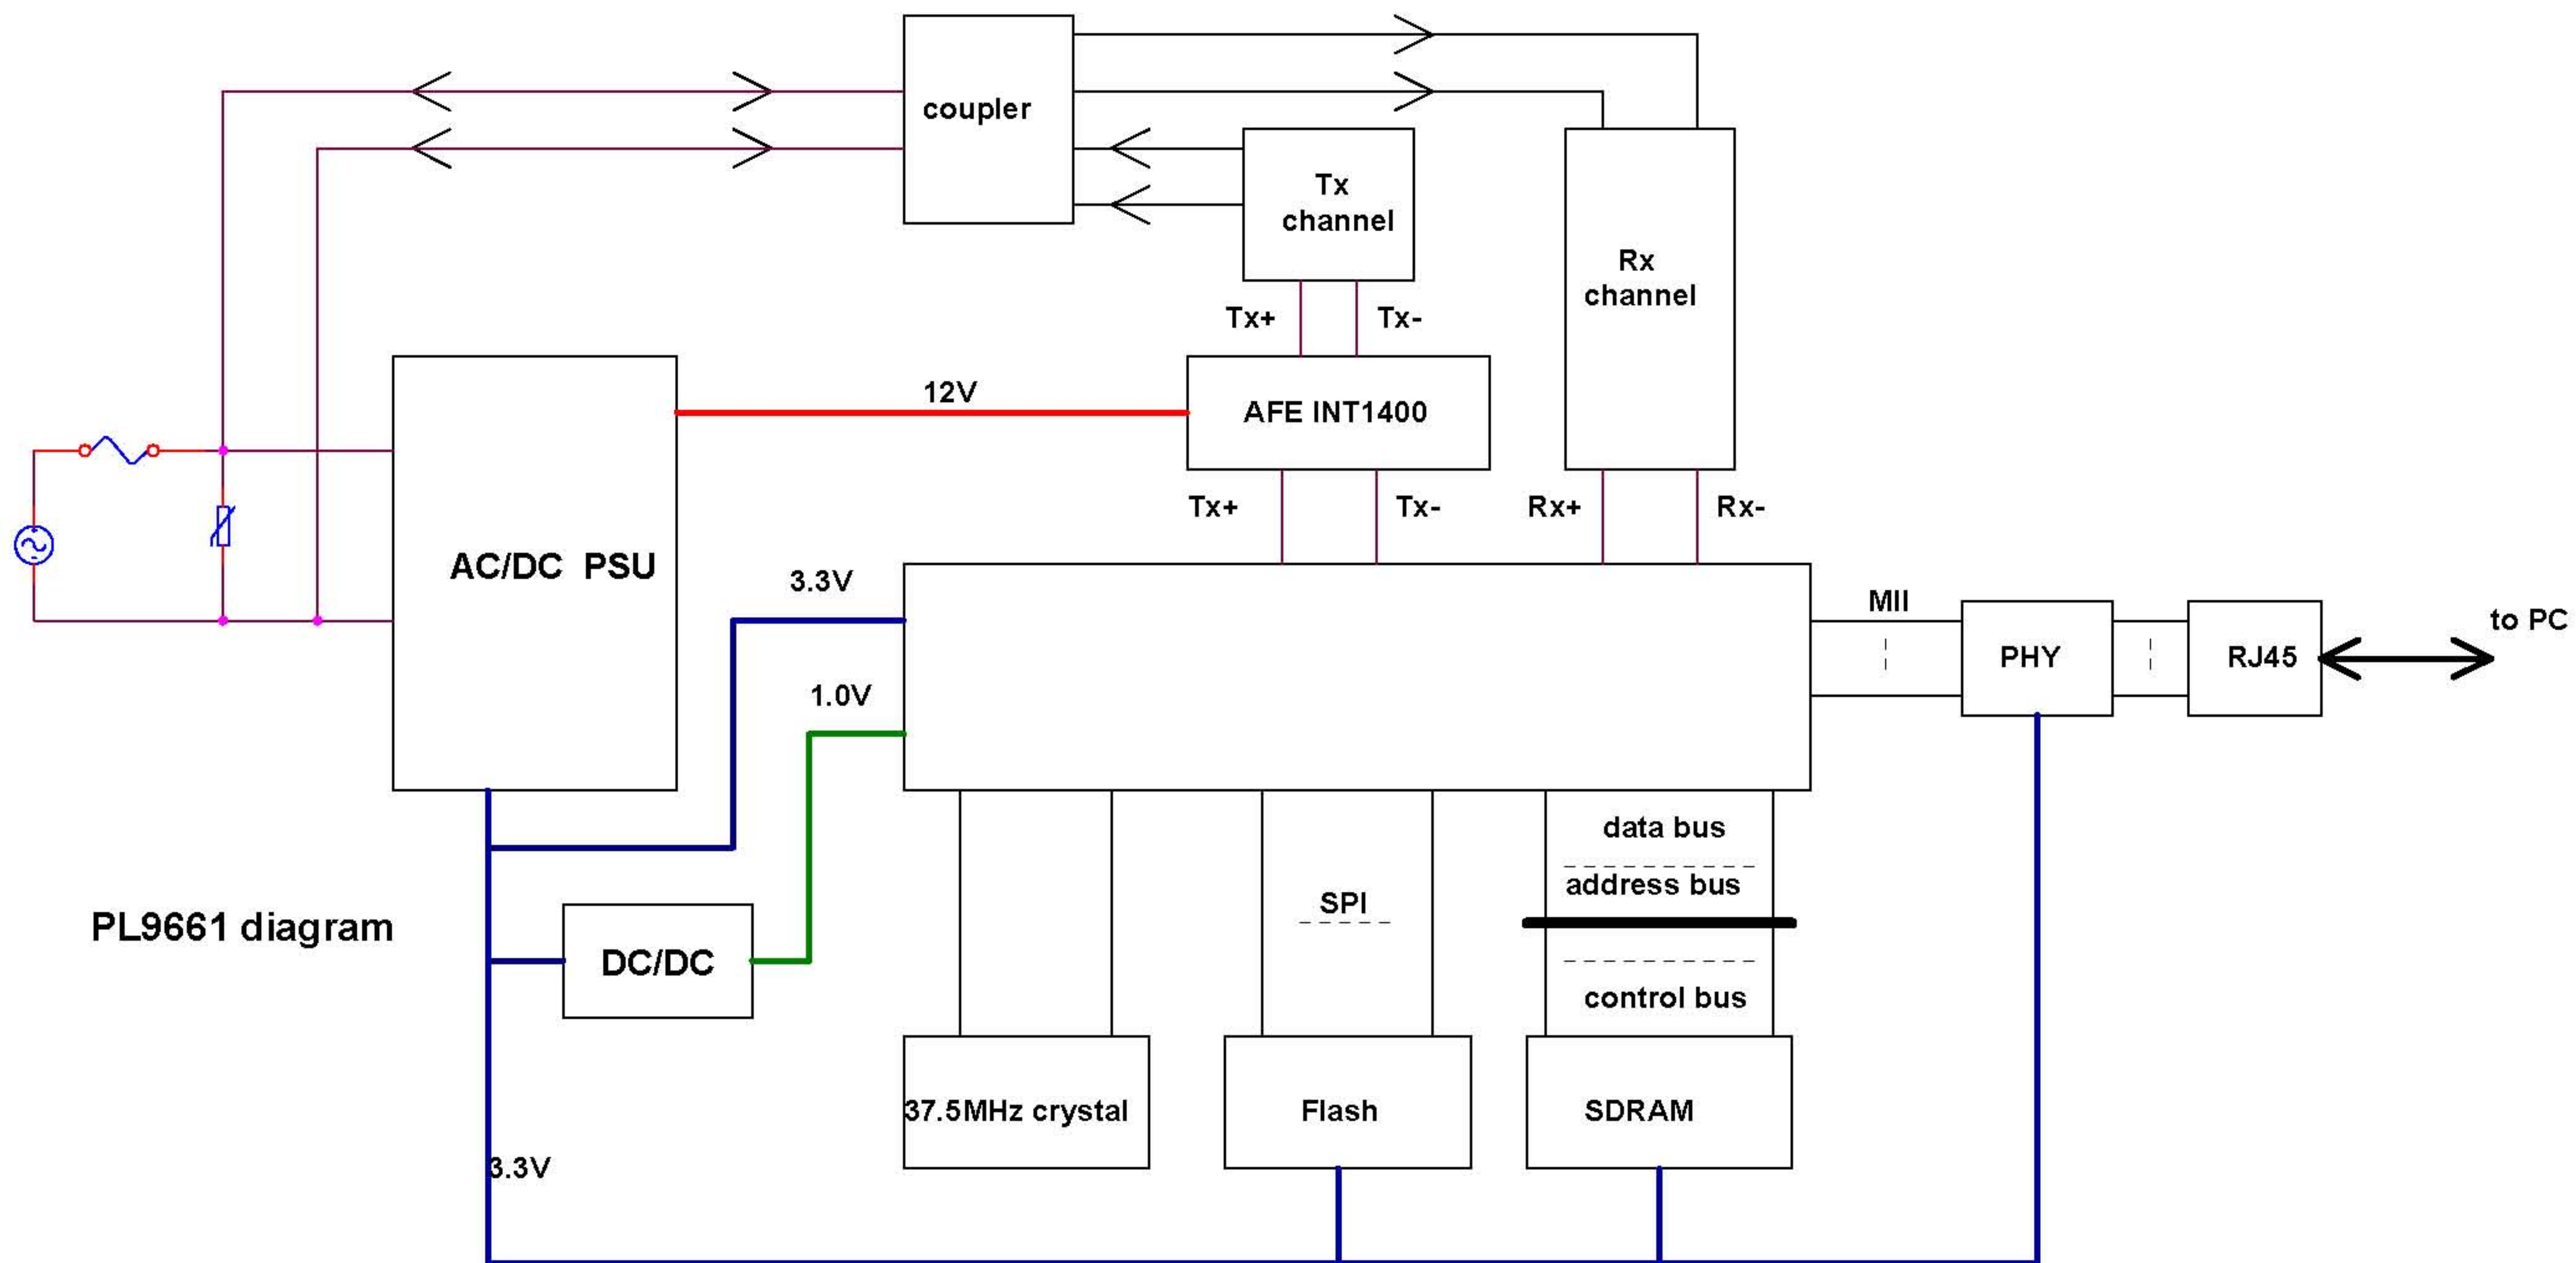 coupler
Tx
channel
Rx
channel
Tx+
Tx-
12V
AFE INT1400
Tx+
Tx-
Rx+
Rx-
AC/DC PSU
3.3V
MII
to PC
PHY
RJ45
1.0V
data bus
address bus
SPI
PL9661 diagram
DC/DC
control bus
37.5MHz crystal
Flash
SDRAM
3.3V